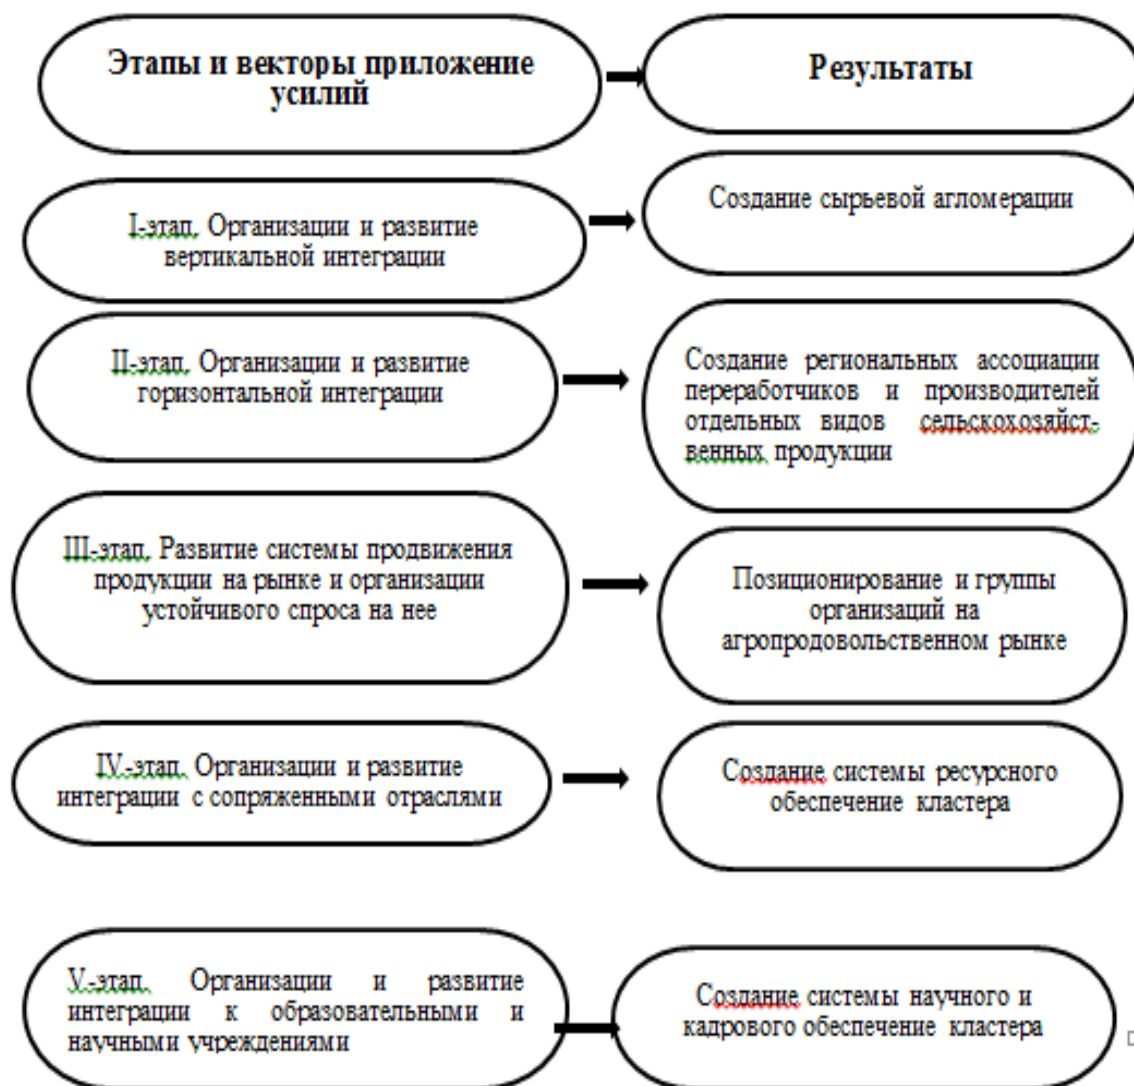 Этапы и векторы приложение
усилий
Результаты
I-этап. Организации и развитие
вертикальной интеграции
Создание сырьевой агломерации
II-этап. Организации и развитие
горизонтальной интеграции
Создание региональных ассоциации
переработчиков и производителей
отдельных видов сельскохозяйст-
венных продукции
III-этап. Развитие системы продвижения
продукции на рынке и организации
устойчивого спроса на нее
Позиционирование и группы
организаций на
агропродовольственном рынке
IV.-этап. Организации и развитие
интеграции с сопряженными отраслями
Создание системы ресурсного
обеспечение кластера
V.-этап. Организации и развитие
интеграции к образовательными и
научными учреждениями
Создание системы научного и
кадрового обеспечение кластера